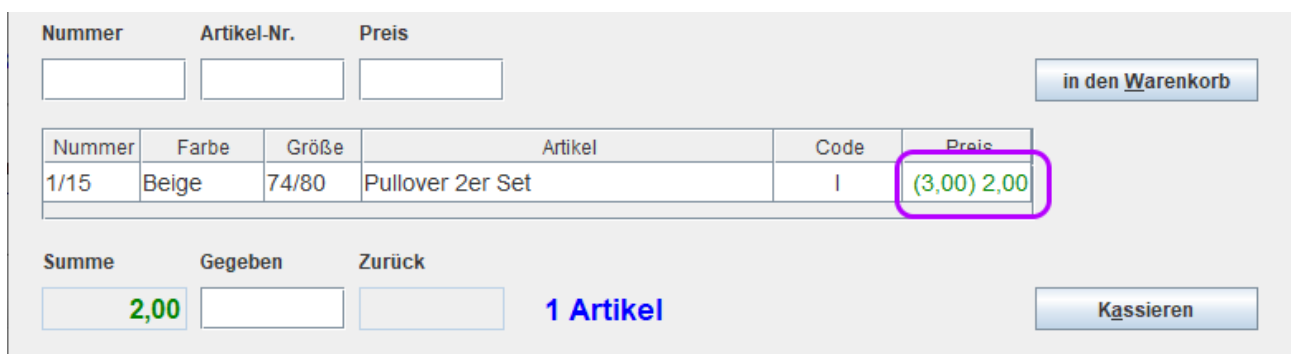 Nummer Artikel-Nr. Preis
in den Warenkorb
Nummer Farbe Größe Artikel Code Preis
1/15 Beige 74/80 Pullover 2er Set I (3,00) 2,00
Summe Gegeben Zurück
2,00 1 Artikel Kassieren